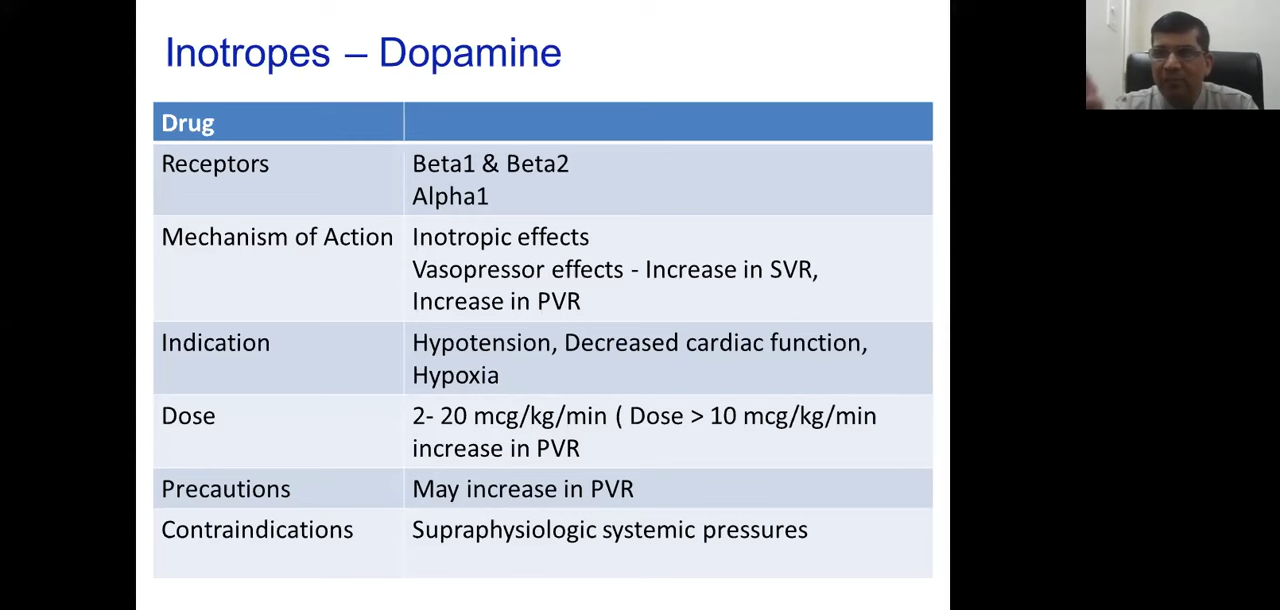 Inotropes – Dopamine
Drug
Receptors
Beta1 & Beta2
Alpha1
Mechanism of Action
Inotropic effects
Vasopressor effects - Increase in SVR,
Increase in PVR
Indication
Hypotension, Decreased cardiac function,
Hypoxia
Dose
2- 20 mcg/kg/min ( Dose > 10 mcg/kg/min
increase in PVR
Precautions
May increase in PVR
Contraindications
Supraphysiologic systemic pressures